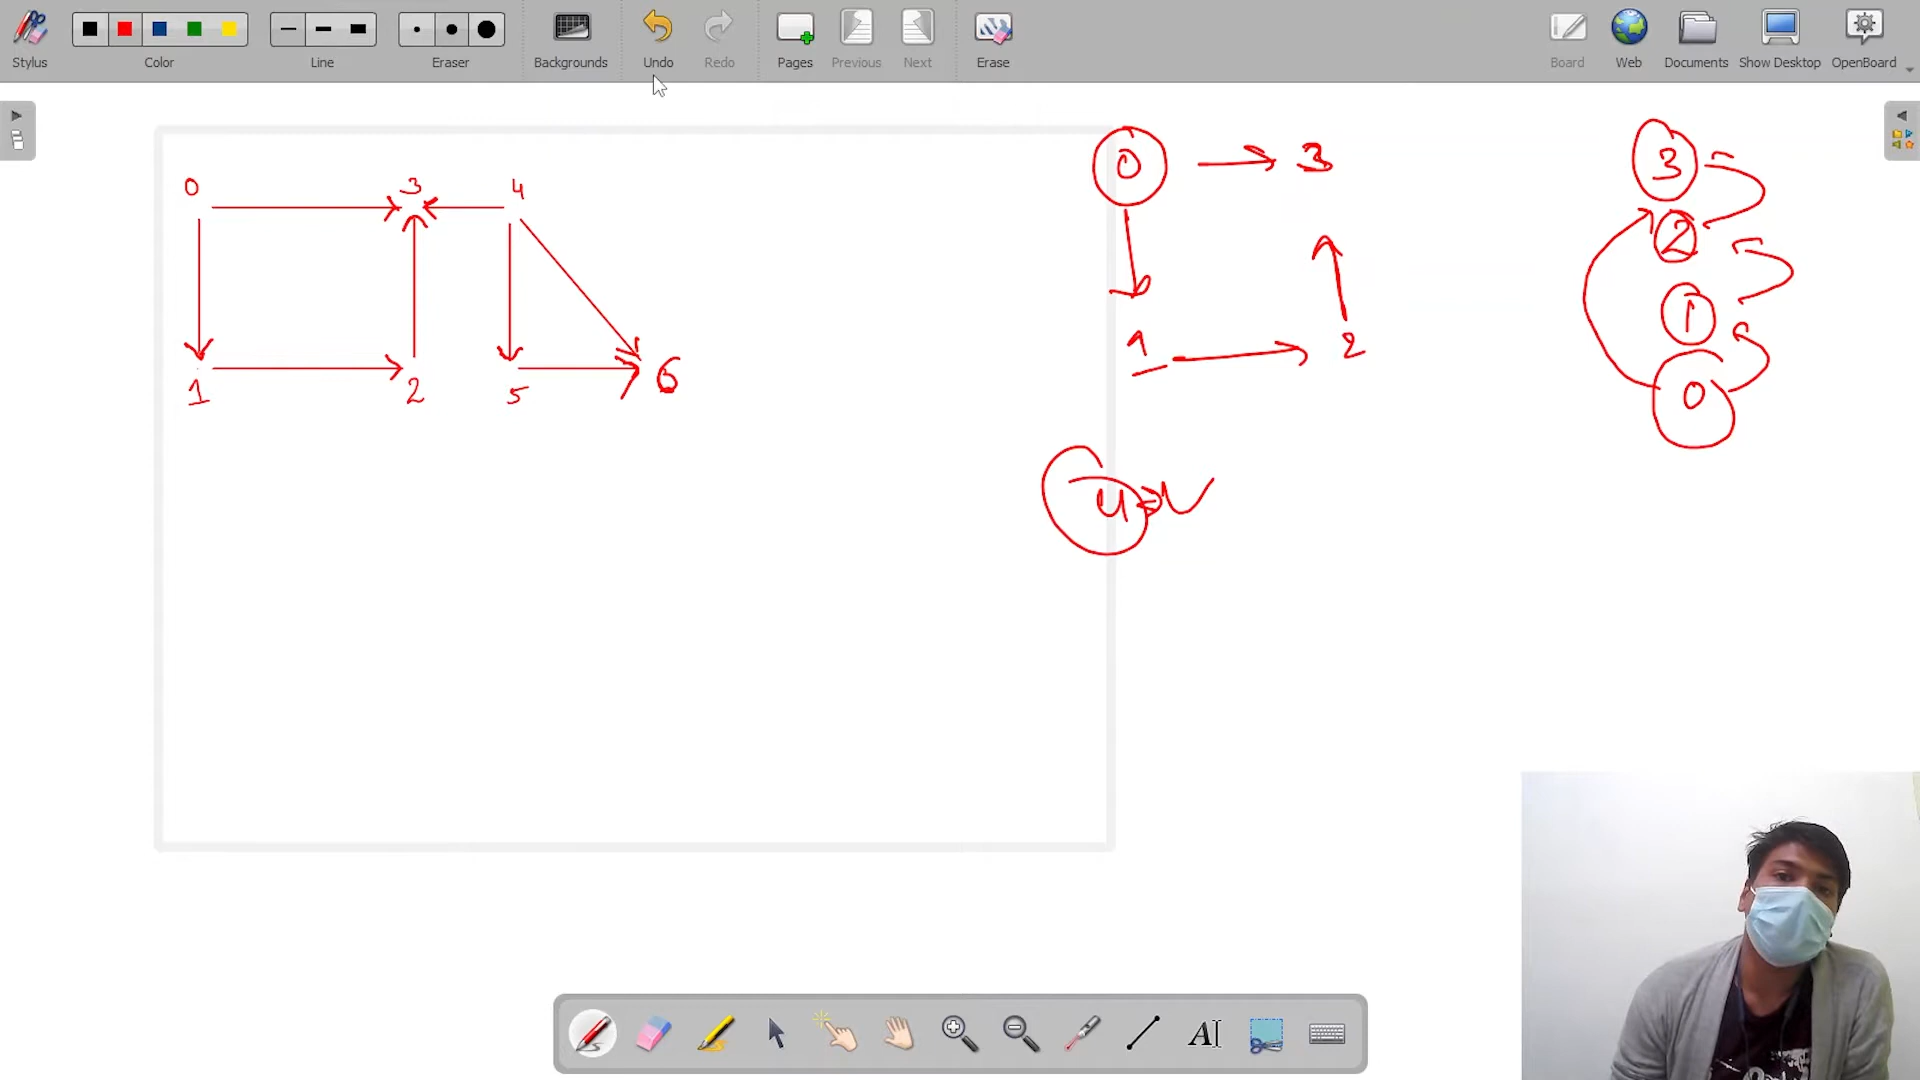 Stylus Color Line Eraser Backgrounds Undo Redo Pages Previous Next Erase Board Web Documents Show Desktop OpenBoard
0 3 4
1 2 5 6
0 3
1 2
u v
3
2
1
0
AI